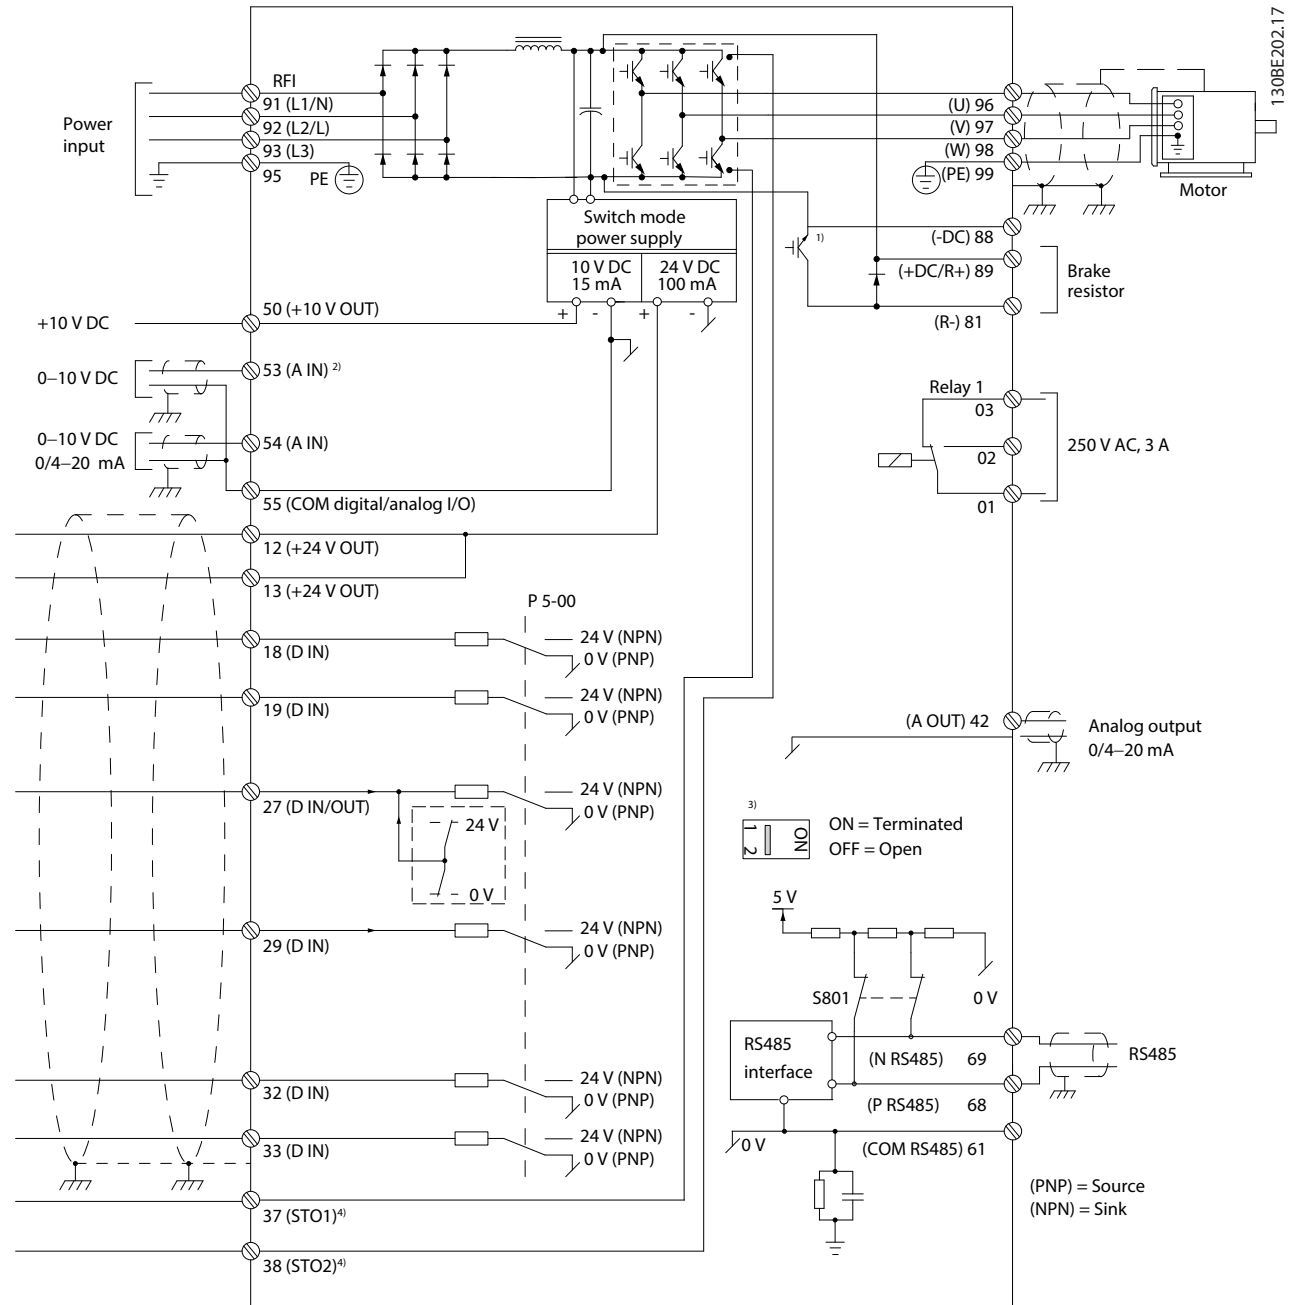 130BE202.17
RFI
91 (L1/N)
92 (L2/L)
93 (L3)
95
PE
Power
input
(U) 96
(V) 97
(W) 98
(PE) 99
Motor
Switch mode
power supply
10 V DC
15 mA
24 V DC
100 mA
+ - + -
1)
(-DC) 88
(+DC/R+) 89
(R-) 81
Brake
resistor
+10 V DC
50 (+10 V OUT)
0–10 V DC
53 (A IN) 2)
0–10 V DC
0/4–20 mA
54 (A IN)
55 (COM digital/analog I/O)
12 (+24 V OUT)
13 (+24 V OUT)
Relay 1
03
02
01
250 V AC, 3 A
P 5-00
18 (D IN)
24 V (NPN)
0 V (PNP)
19 (D IN)
24 V (NPN)
0 V (PNP)
27 (D IN/OUT)
24 V (NPN)
0 V (PNP)
24 V
0 V
29 (D IN)
24 V (NPN)
0 V (PNP)
32 (D IN)
24 V (NPN)
0 V (PNP)
33 (D IN)
24 V (NPN)
0 V (PNP)
37 (STO1)4)
38 (STO2)4)
(A OUT) 42
Analog output
0/4–20 mA
3)
1 2
ON
ON = Terminated
OFF = Open
5 V
S801
0 V
RS485
interface
(N RS485) 69
(P RS485) 68
RS485
0 V
(COM RS485) 61
(PNP) = Source
(NPN) = Sink